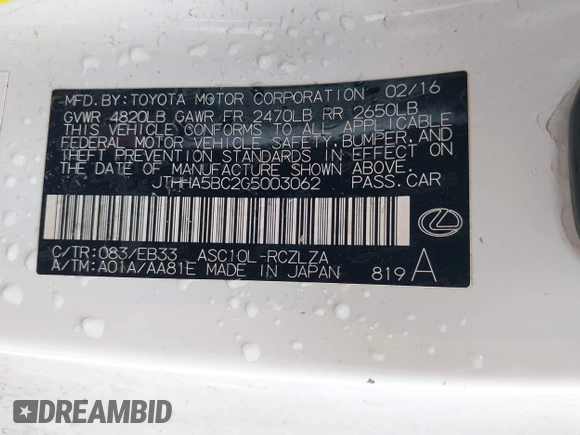 MFD.BY:TOYOTA MOTOR CORPORATION 02/16
GVWR 4820LB GAWR FR 2470LB RR 2650LB
THIS VEHICLE CONFORMS TO ALL APPLICABLE
FEDERAL MOTOR VEHICLE SAFETY,BUMPER,AND
THEFT PREVENTION STANDARDS IN EFFECT ON
THE DATE OF MANUFACTURE SHOWN ABOVE.
JTHHA5BC2G5003062 PASS.CAR
C/TR:083/EB33 ASC10L-RCZLZA
A/TM:A01A/AA81E MADE IN JAPAN 819A
DREAMBID